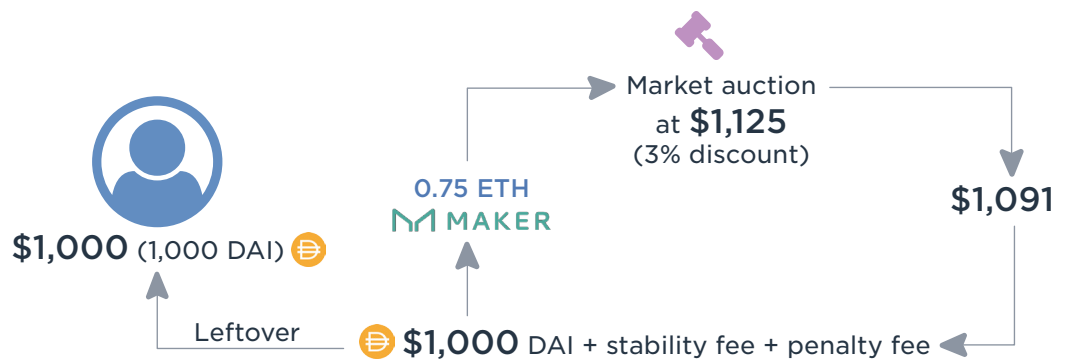 Market auction
at $1,125
(3% discount)
0.75 ETH
MAKER
$1,091
$1,000 (1,000 DAI)
Leftover
$1,000 DAI + stability fee + penalty fee